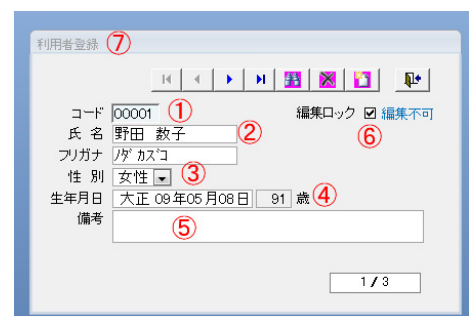 利用者登録 ⑦
コード 00001 ① 編集ロック 編集不可
氏 名 野田 数子 ② ⑥
フリガナ ﾉﾀﾞ ｶｽﾞｺ
性 別 女性 ③
生年月日 大正 09年05月08日 91 歳 ④
備考 ⑤
1 / 3